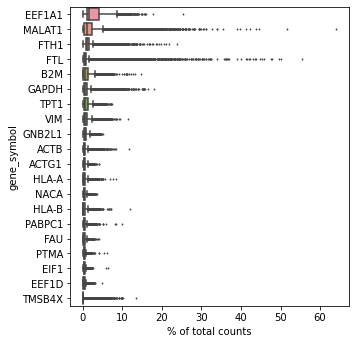 EEF1A1
MALAT1
FTH1
FTL
B2M
GAPDH
TPT1
VIM
GNB2L1
ACTB
ACTG1
HLA-A
NACA
HLA-B
PABPC1
FAU
PTMA
EIF1
EEF1D
TMSB4X
gene_symbol
0 10 20 30 40 50 60
% of total counts